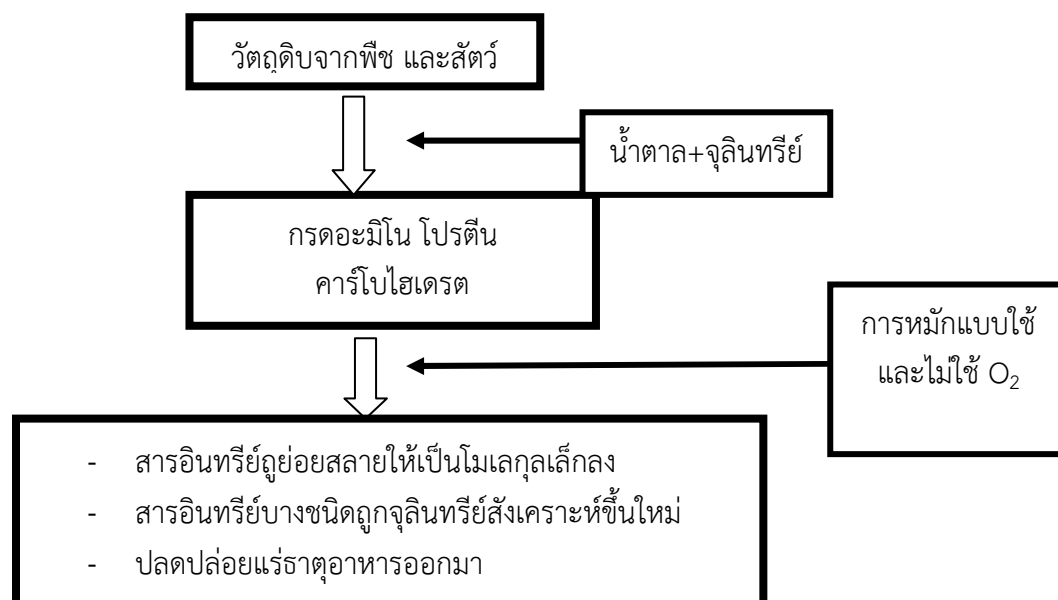 วัตถุดิบจากพืช และสัตว์
น้ำตาล+จุลินทรีย์
กรดอะมิโน โปรตีน
คาร์โบไฮเดรต
การหมักแบบใช้
และไม่ใช้ O₂
- สารอินทรีย์ถูย่อยสลายให้เป็นโมเลกุลเล็กลง
- สารอินทรีย์บางชนิดถูกจุลินทรีย์สังเคราะห์ขึ้นใหม่
- ปลดปล่อยแร่ธาตุอาหารออกมา